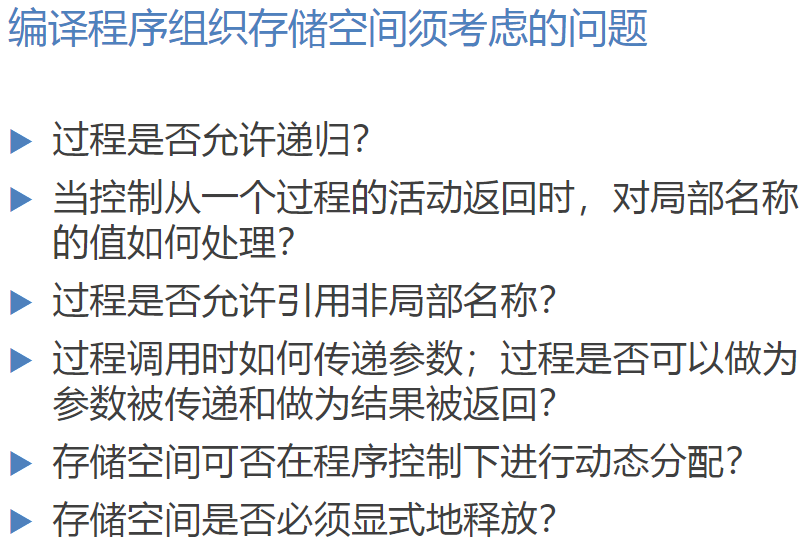 编译程序组织存储空间须考虑的问题
过程是否允许递归？
当控制从一个过程的活动返回时，对局部名称
的值如何处理？
过程是否允许引用非局部名称？
过程调用时如何传递参数；过程是否可以做为
参数被传递和做为结果被返回？
存储空间可否在程序控制下进行动态分配？
存储空间是否必须显式地释放？